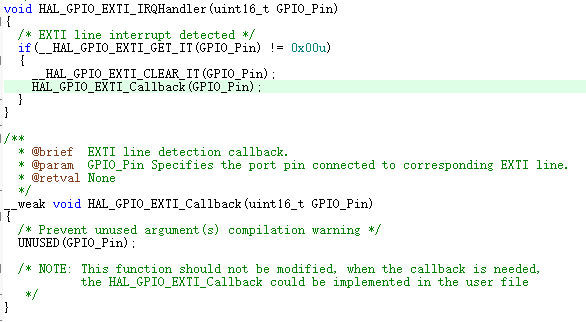 void HAL_GPIO_EXTI_IRQHandler(uint16_t GPIO_Pin)
{
  /* EXTI line interrupt detected */
  if(__HAL_GPIO_EXTI_GET_IT(GPIO_Pin) != 0x00u)
  {
    __HAL_GPIO_EXTI_CLEAR_IT(GPIO_Pin);
    HAL_GPIO_EXTI_Callback(GPIO_Pin);
  }
}
/**
  * @brief  EXTI line detection callback.
  * @param  GPIO_Pin Specifies the port pin connected to corresponding EXTI line.
  * @retval None
  */
__weak void HAL_GPIO_EXTI_Callback(uint16_t GPIO_Pin)
{
  /* Prevent unused argument(s) compilation warning */
  UNUSED(GPIO_Pin);
  /* NOTE: This function should not be modified, when the callback is needed,
           the HAL_GPIO_EXTI_Callback could be implemented in the user file
   */
}